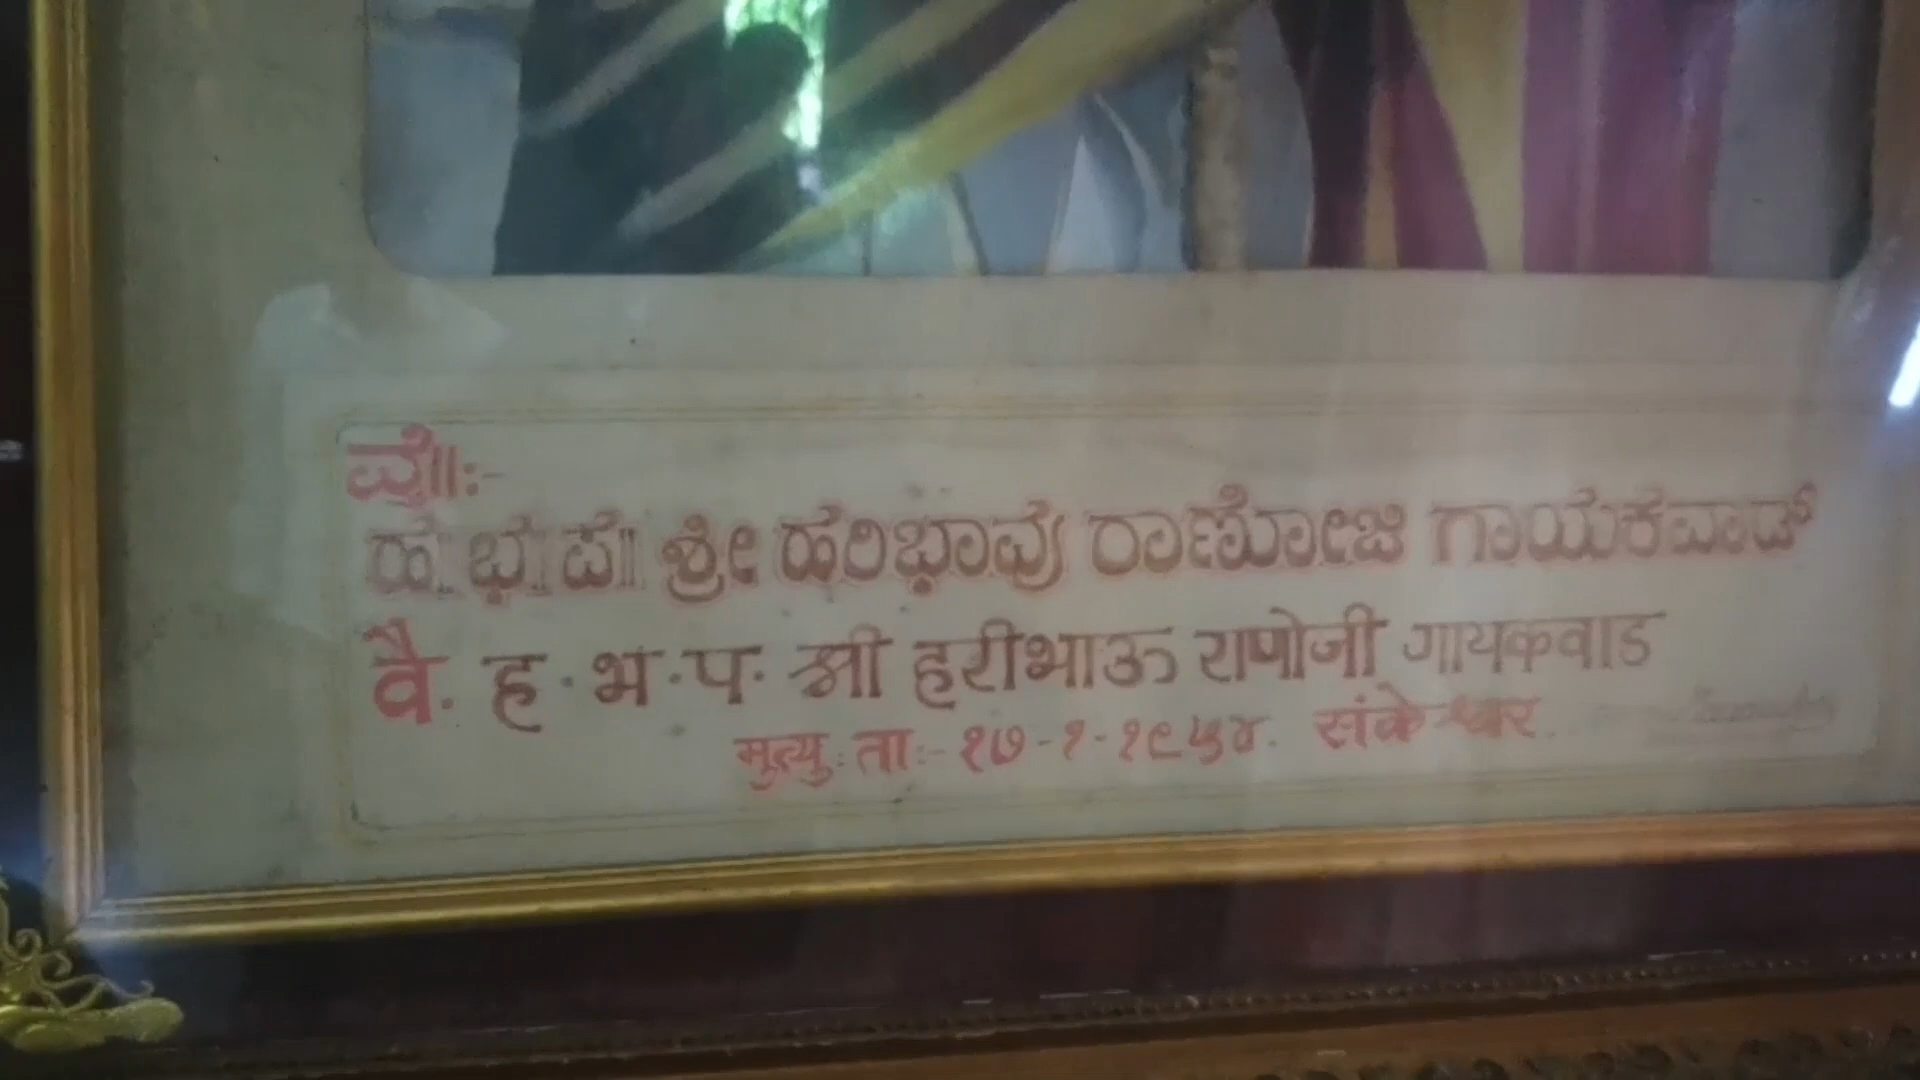 ವೈ॥:-
ಹ॥ ಭ॥ ಪ॥ ಶ್ರೀ ಹರಿಭಾವು ರಾಣೋಜಿ ಗಾಯಕವಾಡ್
वै. ह. भ. प. श्री हरीभाऊ राणोजी गायकवाड
मृत्यु: ता:- १७-१-१९५४. संकेश्वर.